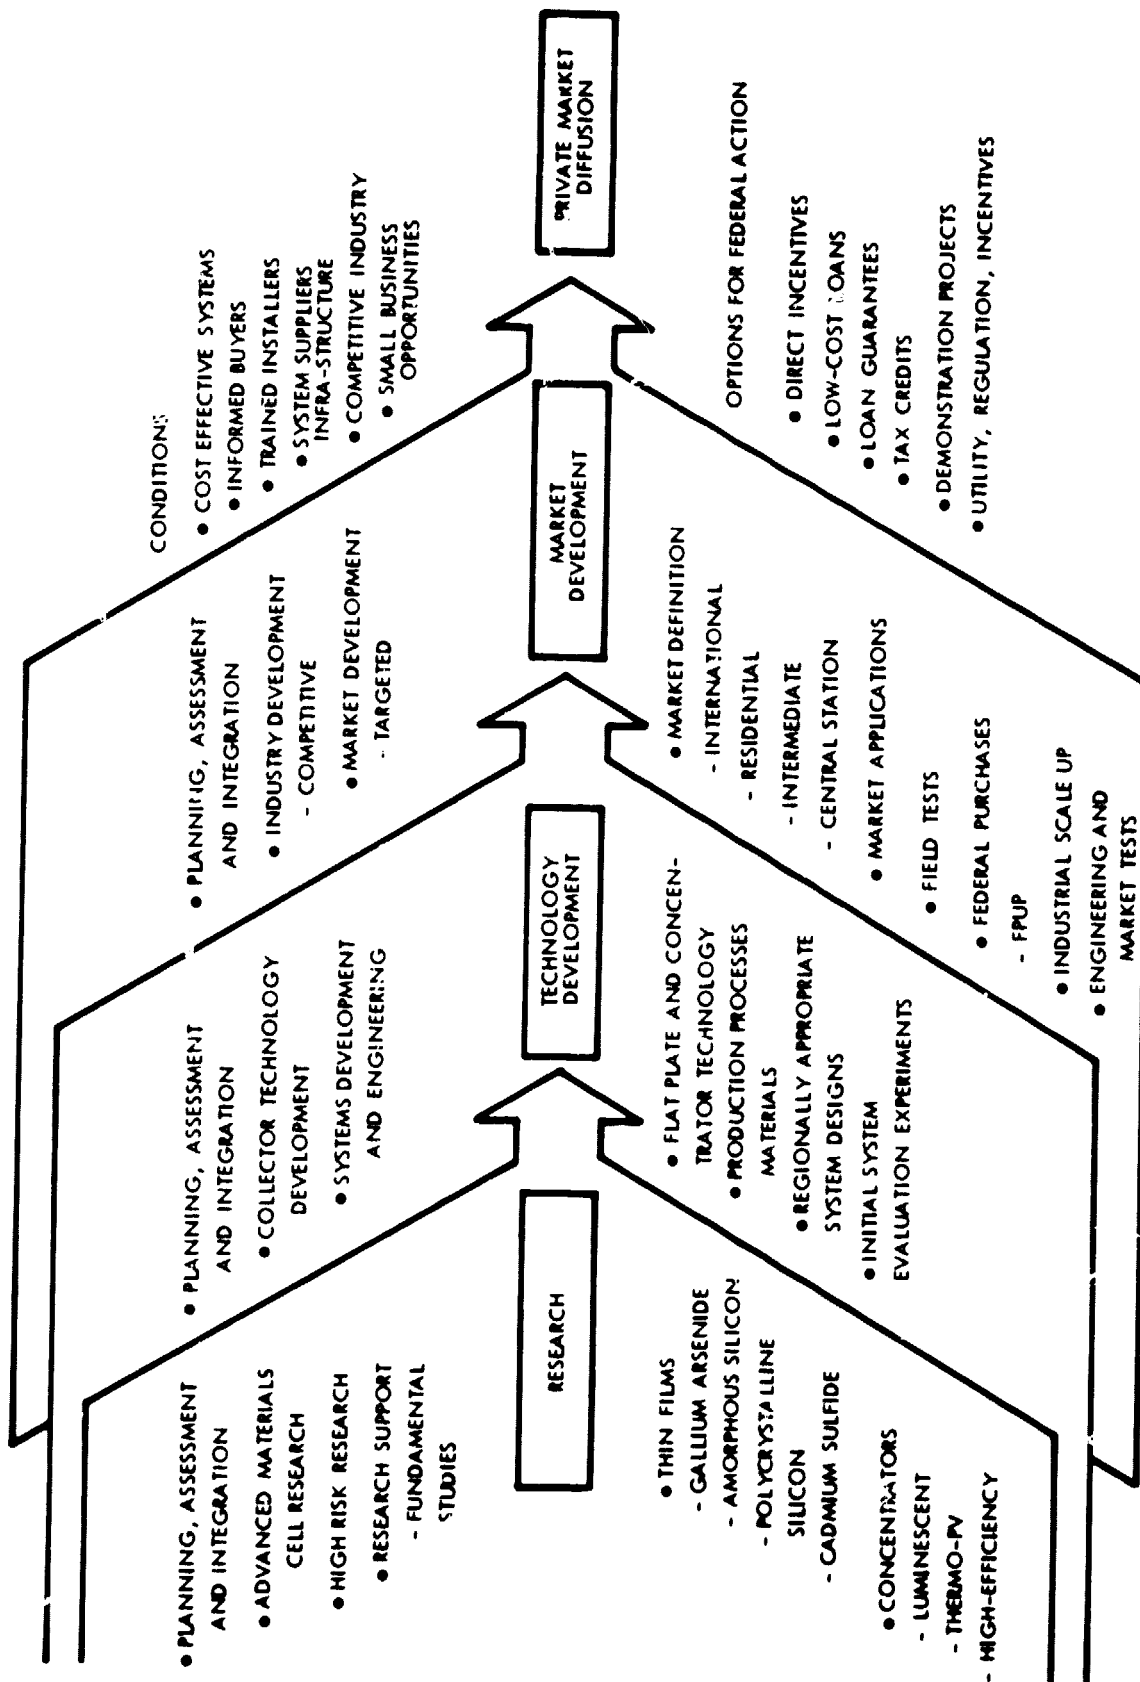 ● PLANNING, ASSESSMENT
AND INTEGRATION
● ADVANCED MATERIALS
CELL RESEARCH
● HIGH RISK RESEARCH
● RESEARCH SUPPORT
- FUNDAMENTAL
STUDIES
RESEARCH
● THIN FILMS
- GALLIUM ARSENIDE
- AMORPHOUS SILICON
- POLYCRYSTALLINE
SILICON
- CADMIUM SULFIDE
● CONCENTRATORS
- LUMINESCENT
- THERMO-PV
- HIGH-EFFICIENCY
● PLANNING, ASSESSMENT
AND INTEGRATION
● COLLECTOR TECHNOLOGY
DEVELOPMENT
● SYSTEMS DEVELOPMENT
AND ENGINEERING
TECHNOLOGY
DEVELOPMENT
● FLAT PLATE AND CONCEN-
TRATOR TECHNOLOGY
● PRODUCTION PROCESSES
MATERIALS
● REGIONALLY APPROPRIATE
SYSTEM DESIGNS
● INITIAL SYSTEM
EVALUATION EXPERIMENTS
● PLANNING, ASSESSMENT
AND INTEGRATION
● INDUSTRY DEVELOPMENT
- COMPETITIVE
● MARKET DEVELOPMENT
- TARGETED
MARKET
DEVELOPMENT
● MARKET DEFINITION
- INTERNATIONAL
- RESIDENTIAL
- INTERMEDIATE
- CENTRAL STATION
● MARKET APPLICATIONS
● FIELD TESTS
● FEDERAL PURCHASES
- FPUP
● INDUSTRIAL SCALE UP
● ENGINEERING AND
MARKET TESTS
CONDITIONS
● COST EFFECTIVE SYSTEMS
● INFORMED BUYERS
● TRAINED INSTALLERS
● SYSTEM SUPPLIERS
INFRA-STRUCTURE
● COMPETITIVE INDUSTRY
● SMALL BUSINESS
OPPORTUNITIES
PRIVATE MARKET
DIFFUSION
OPTIONS FOR FEDERAL ACTION
● DIRECT INCENTIVES
● LOW-COST LOANS
● LOAN GUARANTEES
● TAX CREDITS
● DEMONSTRATION PROJECTS
● UTILITY, REGULATION, INCENTIVES